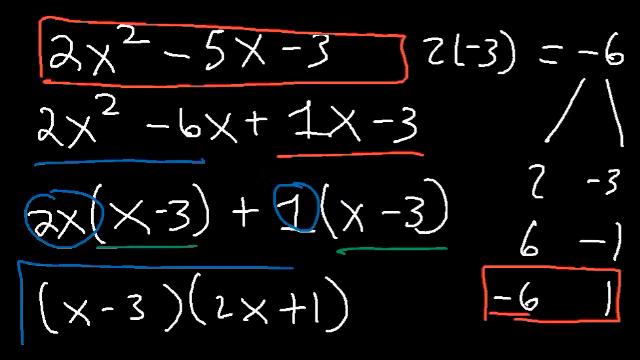 2x² - 5x - 3
2(-3) = -6
2x² - 6x + 1x - 3
2x(x-3) + 1(x-3)
(x-3)(2x+1)
2 -3
6 -1
-6 1